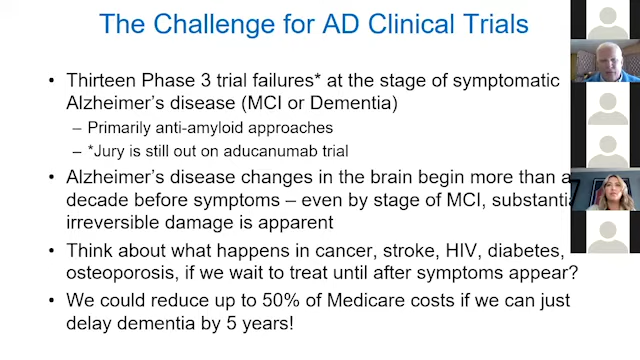 The Challenge for AD Clinical Trials
• Thirteen Phase 3 trial failures* at the stage of symptomatic
Alzheimer's disease (MCI or Dementia)
– Primarily anti-amyloid approaches
– *Jury is still out on aducanumab trial
• Alzheimer's disease changes in the brain begin more than a
decade before symptoms – even by stage of MCI, substantia
irreversible damage is apparent
• Think about what happens in cancer, stroke, HIV, diabetes,
osteoporosis, if we wait to treat until after symptoms appear?
• We could reduce up to 50% of Medicare costs if we can just
delay dementia by 5 years!